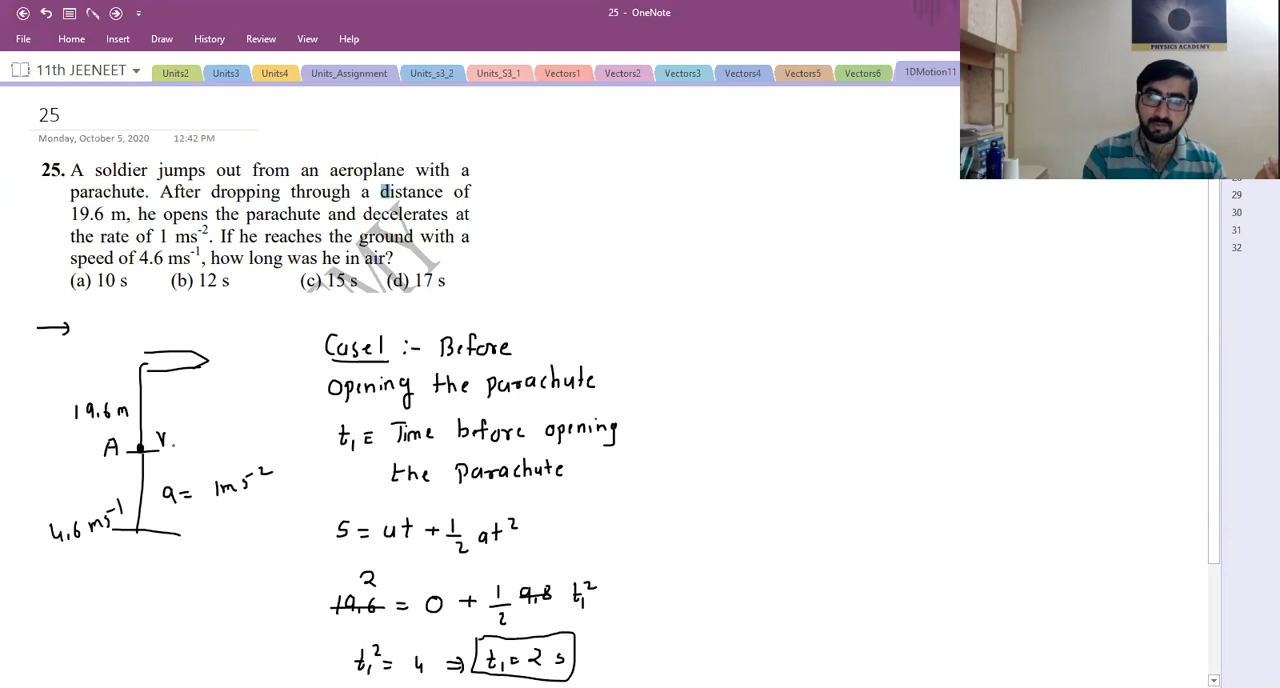 25 - OneNote
File Home Insert Draw History Review View Help
PHYSICS ACADEMY
11th JEENEET Units2 Units3 Units4 Units_Assignment Units_s3_2 Units_S3_1 Vectors1 Vectors2 Vectors3 Vectors4 Vectors5 Vectors6 1DMotion11
25
Monday, October 5, 2020 12:42 PM
25. A soldier jumps out from an aeroplane with a
parachute. After dropping through a distance of
19.6 m, he opens the parachute and decelerates at
the rate of 1 ms⁻². If he reaches the ground with a
speed of 4.6 ms⁻¹, how long was he in air?
(a) 10 s (b) 12 s (c) 15 s (d) 17 s
29
30
31
32
→
19.6 m
A V.
a = 1ms⁻²
4.6 ms⁻¹
Case1 :- Before
opening the parachute
t₁ ≡ Time before opening
the parachute
S = ut + 1/2 at²
2
19.6 = 0 + 1/2 9.8 t₁²
t₁² = 4 ⇒ t₁ = 2 s